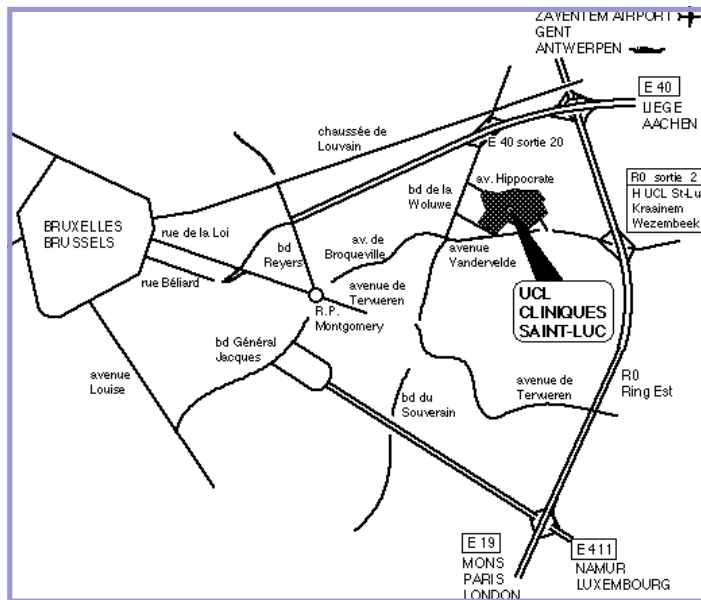 ZAVENTEM AIRPORT
GENT
ANTWERPEN
E 40
LIEGE
AACHEN
chaussée de
Louvain
E 40 sortie 20
R0 sortie 2
H UCL St-Lu
Kraainem
Wezembeek
av. Hippocrate
bd de la
Woluwe
BRUXELLES
BRUSSELS
rue de la Loi
bd
Reyers
av. de
Broqueville
avenue
Vandervelde
rue Béliard
avenue de
Tervueren
R.P.
Montgomery
UCL
CLINIQUES
SAINT-LUC
bd Général
Jacques
avenue
Louise
bd du
Souverain
avenue de
Tervueren
R0
Ring Est
E 19
MONS
PARIS
LONDON
E 411
NAMUR
LUXEMBOURG